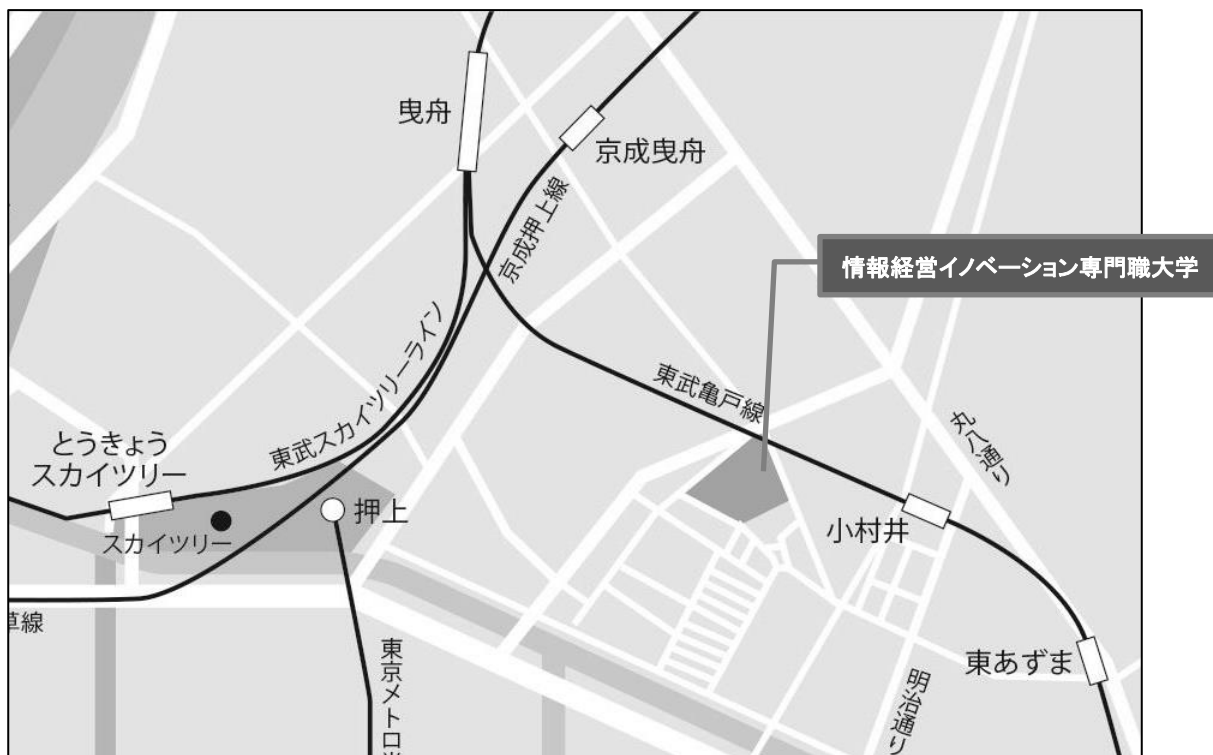 曳舟
京成曳舟
京成押上線
情報経営イノベーション専門職大学
東武スカイツリーライン
東武亀戸線
丸八通り
とうきょう
スカイツリー
押上
スカイツリー
小村井
草線
東京メトロ半
東あずま
明治通り